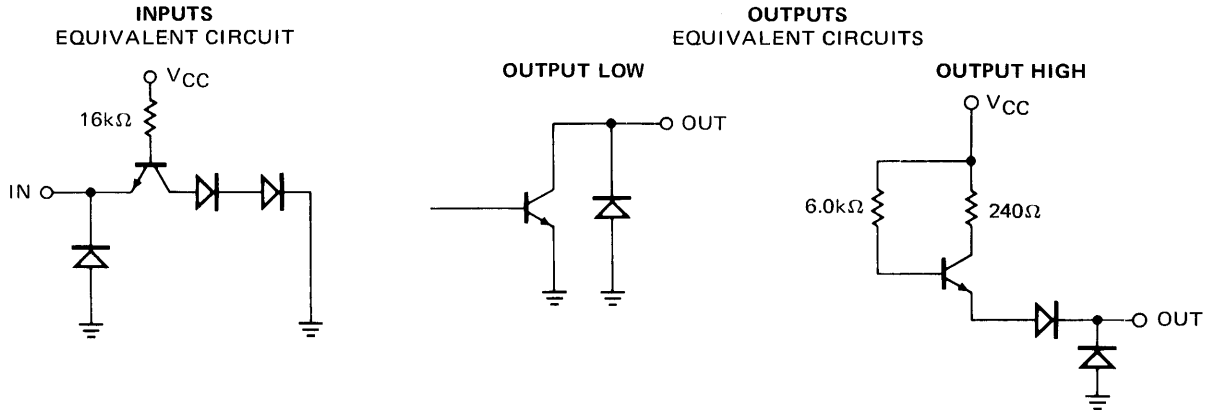 INPUTS
EQUIVALENT CIRCUIT
VCC
16kΩ
IN
OUTPUTS
EQUIVALENT CIRCUITS
OUTPUT LOW
OUT
OUTPUT HIGH
VCC
6.0kΩ
240Ω
OUT